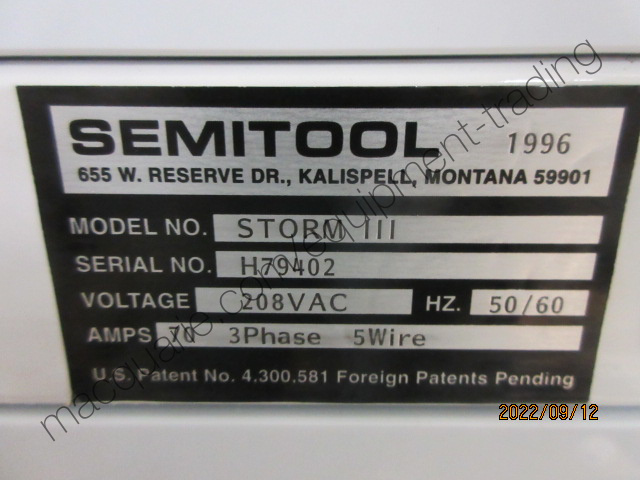 SEMITOOL 1996
655 W. RESERVE DR., KALISPELL, MONTANA 59901
MODEL NO. STORM III
SERIAL NO. H79402
VOLTAGE 208VAC HZ. 50/60
AMPS 70 3Phase 5Wire
U.S. Patent No. 4,300,581 Foreign Patents Pending
macquarie.com/equipment-trading
2022/09/12